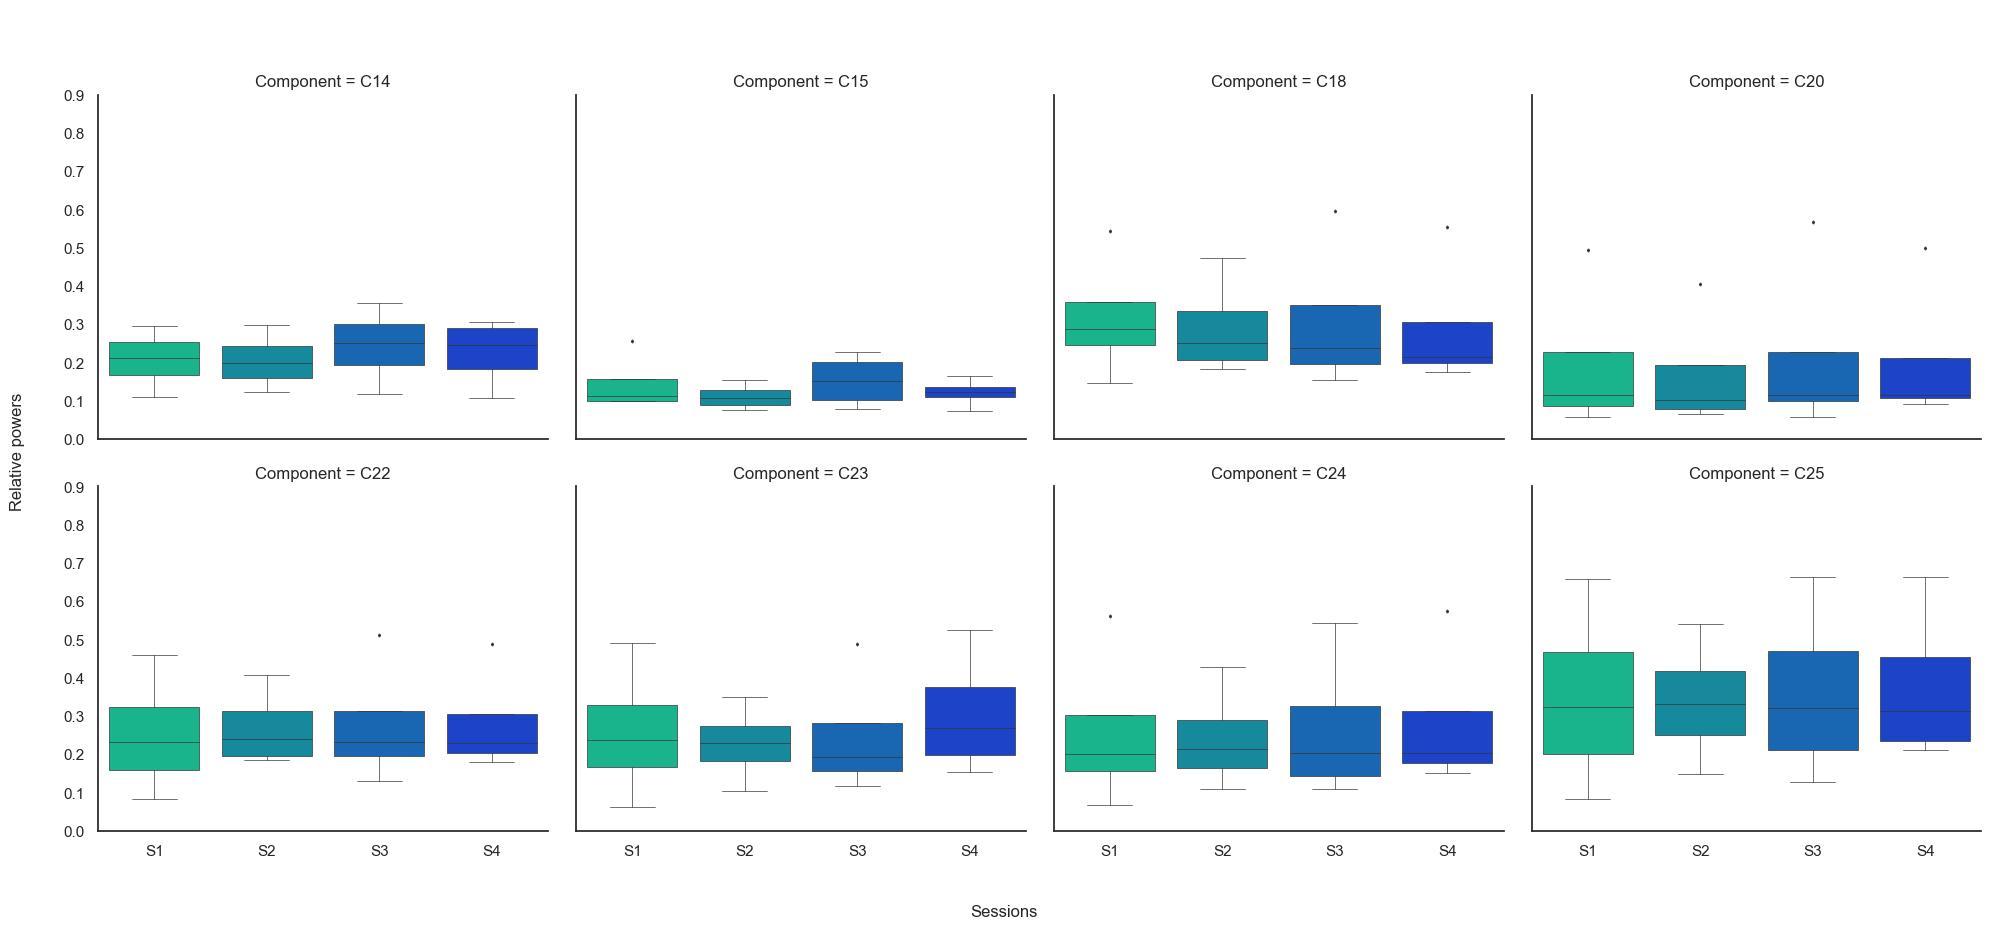 Component = C14
Component = C15
Component = C18
Component = C20
0.9
0.8
0.7
0.6
0.5
0.4
0.3
0.2
0.1
0.0
Relative powers
Component = C22
Component = C23
Component = C24
Component = C25
0.9
0.8
0.7
0.6
0.5
0.4
0.3
0.2
0.1
0.0
S1 S2 S3 S4
S1 S2 S3 S4
S1 S2 S3 S4
S1 S2 S3 S4
Sessions